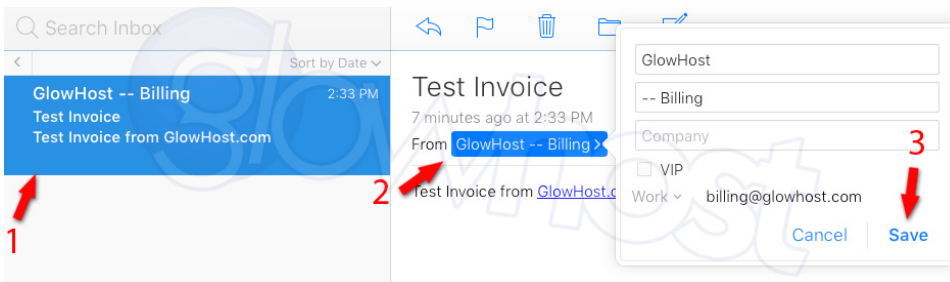 Search Inbox
<
Sort by Date
GlowHost -- Billing 2:33 PM
Test Invoice
Test Invoice from GlowHost.com
1
Test Invoice
7 minutes ago at 2:33 PM
From GlowHost -- Billing >
2
Test Invoice from GlowHost.c
GlowHost
-- Billing
Company
3
VIP
Work billing@glowhost.com
Cancel Save
glowhost